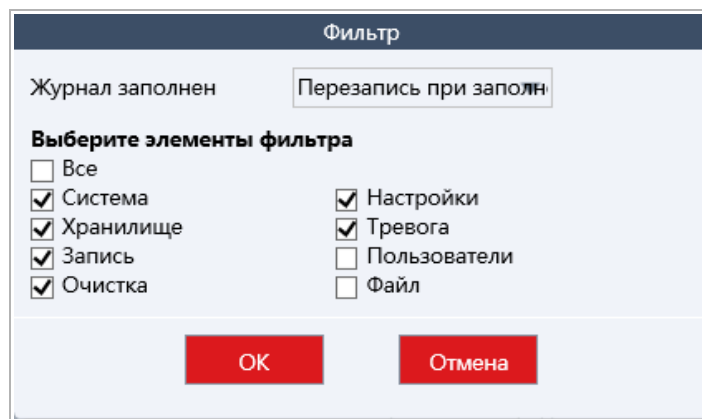 Фильтр
Журнал заполнен Перезапись при заполн
Выберите элементы фильтра
Все
Система Настройки
Хранилище Тревога
Запись Пользователи
Очистка Файл
ОК Отмена